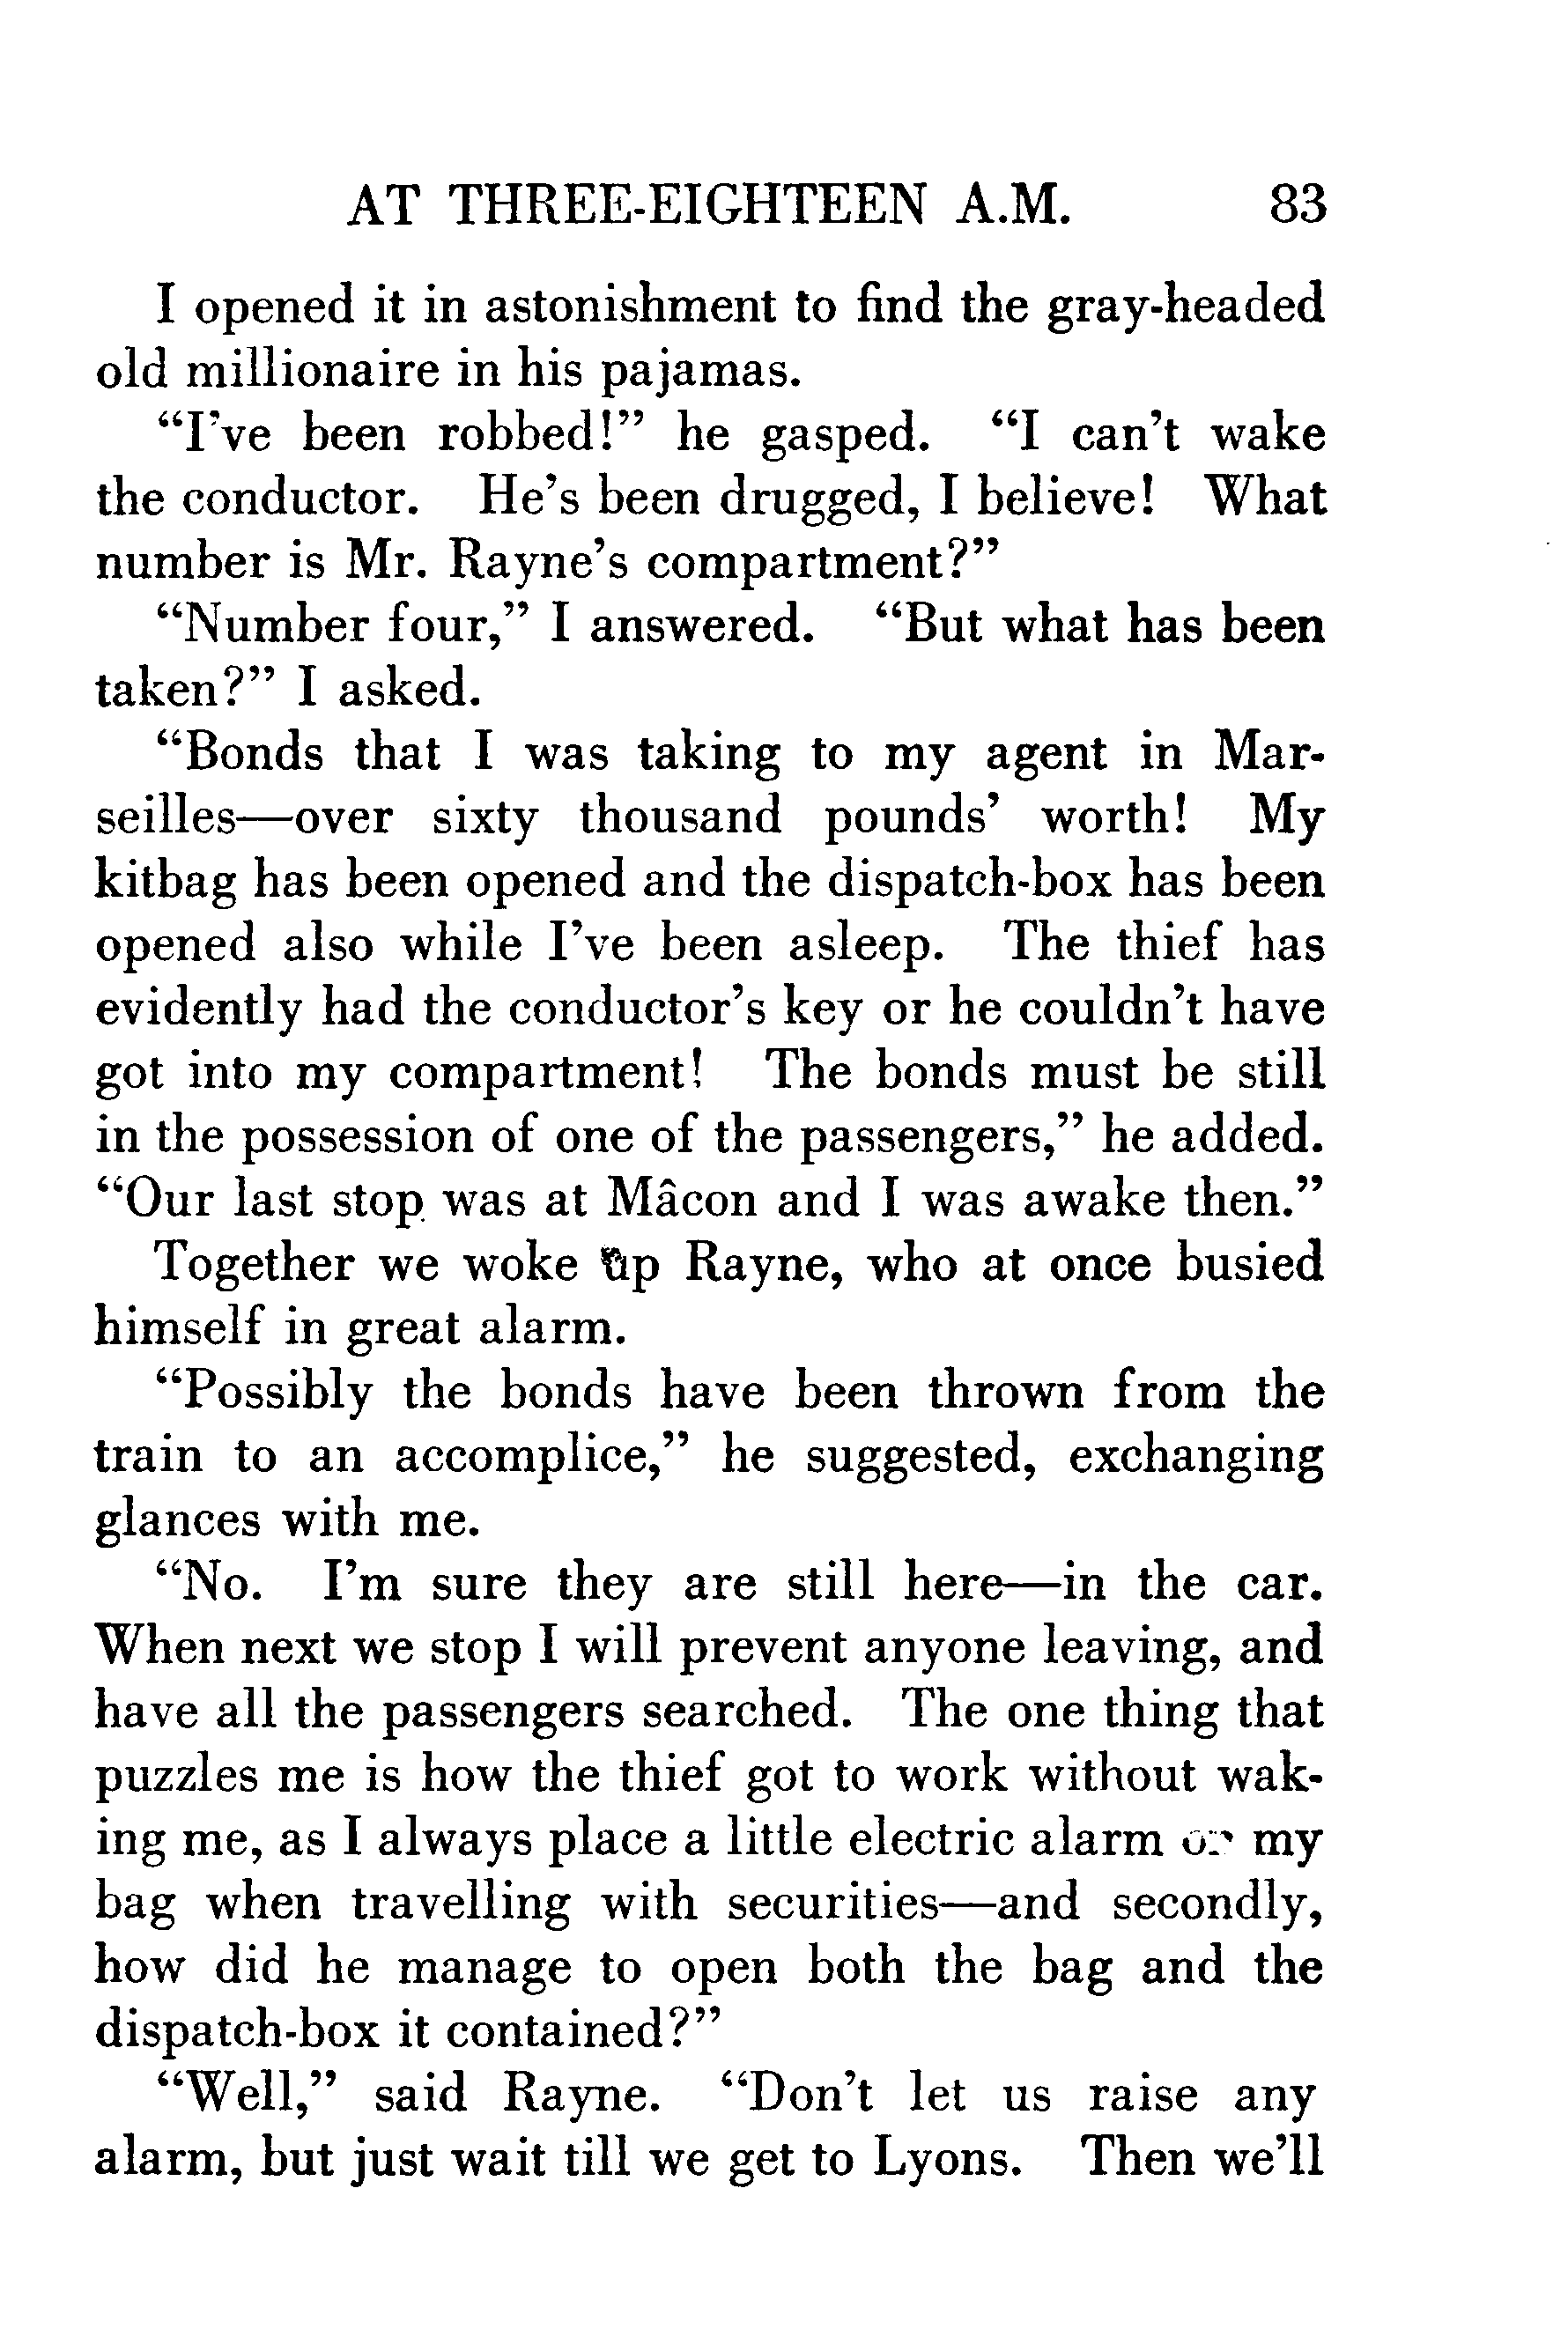 AT THREE-EIGHTEEN A.M. 83
I opened it in astonishment to find the gray-headed
old millionaire in his pajamas.
“I’ve been robbed!” he gasped. “I can’t wake
the conductor. He’s been drugged, I believe! What
number is Mr. Rayne’s compartment?”
“Number four,” I answered. “But what has been
taken?” I asked.
“Bonds that I was taking to my agent in Mar-
seilles—over sixty thousand pounds’ worth! My
kitbag has been opened and the dispatch-box has been
opened also while I’ve been asleep. The thief has
evidently had the conductor’s key or he couldn’t have
got into my compartment! The bonds must be still
in the possession of one of the passengers,” he added.
“Our last stop was at Mâcon and I was awake then.”
Together we woke up Rayne, who at once busied
himself in great alarm.
“Possibly the bonds have been thrown from the
train to an accomplice,” he suggested, exchanging
glances with me.
“No. I’m sure they are still here—in the car.
When next we stop I will prevent anyone leaving, and
have all the passengers searched. The one thing that
puzzles me is how the thief got to work without wak-
ing me, as I always place a little electric alarm on my
bag when travelling with securities—and secondly,
how did he manage to open both the bag and the
dispatch-box it contained?”
“Well,” said Rayne. “Don’t let us raise any
alarm, but just wait till we get to Lyons. Then we’ll